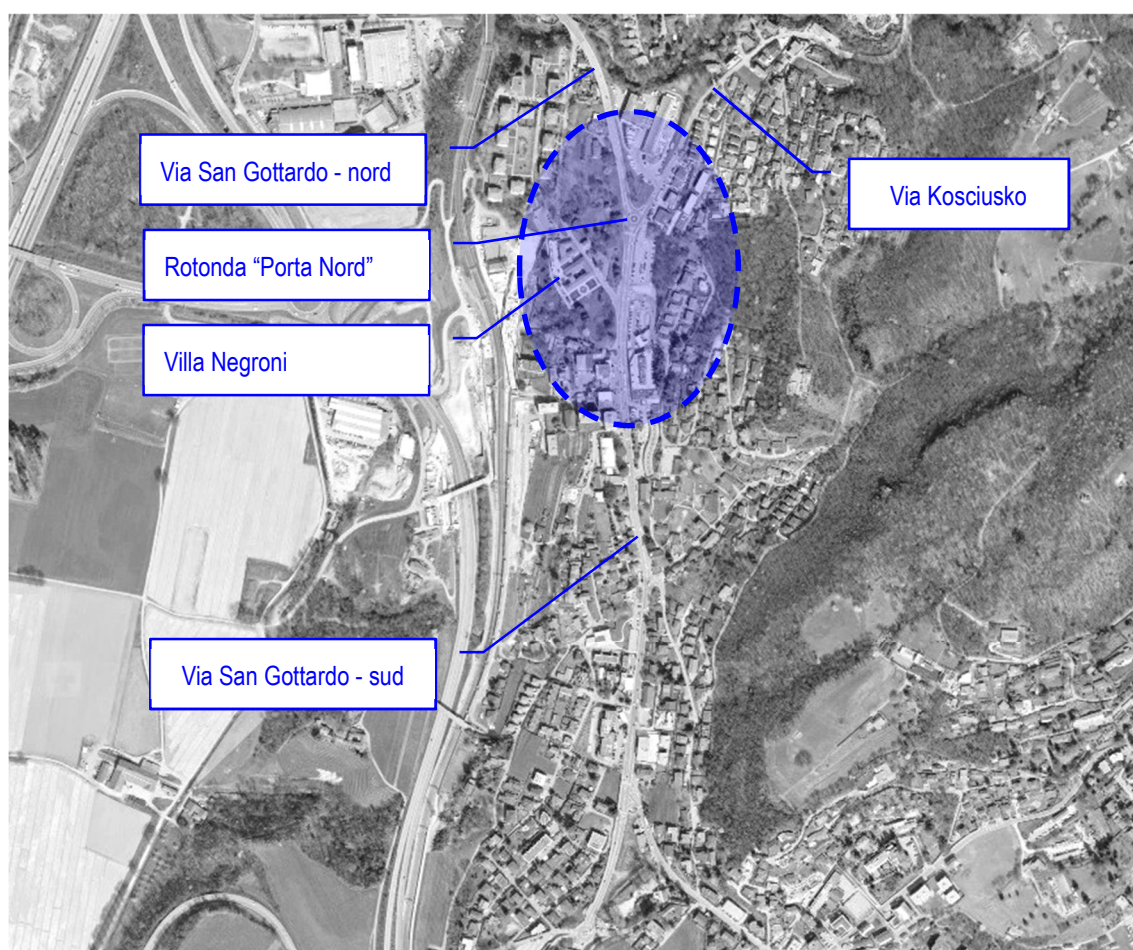 Via San Gottardo - nord
Via Kosciusko
Rotonda “Porta Nord”
Villa Negroni
Via San Gottardo - sud